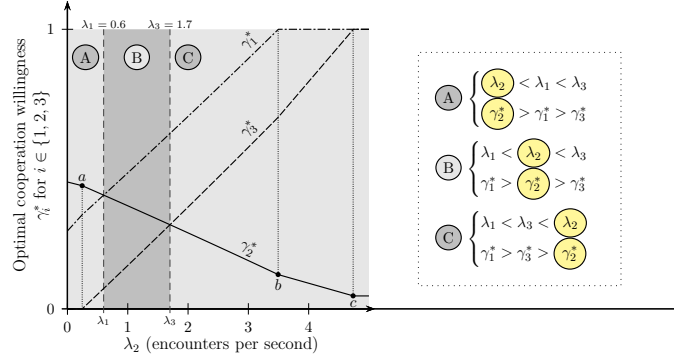 λ₁ = 0.6 λ₃ = 1.7
1
A B C
γ₁*
γ₃*
a
γ₂*
b
c
0
0 λ₁ 1 λ₃ 2 3 4
λ₂ (encounters per second)
Optimal cooperation willingness
γᵢ* for i ∈ {1, 2, 3}
A
λ₂ < λ₁ < λ₃
γ₂* > γ₁* > γ₃*
B
λ₁ < λ₂ < λ₃
γ₁* > γ₂* > γ₃*
C
λ₁ < λ₃ < λ₂
γ₁* > γ₃* > γ₂*